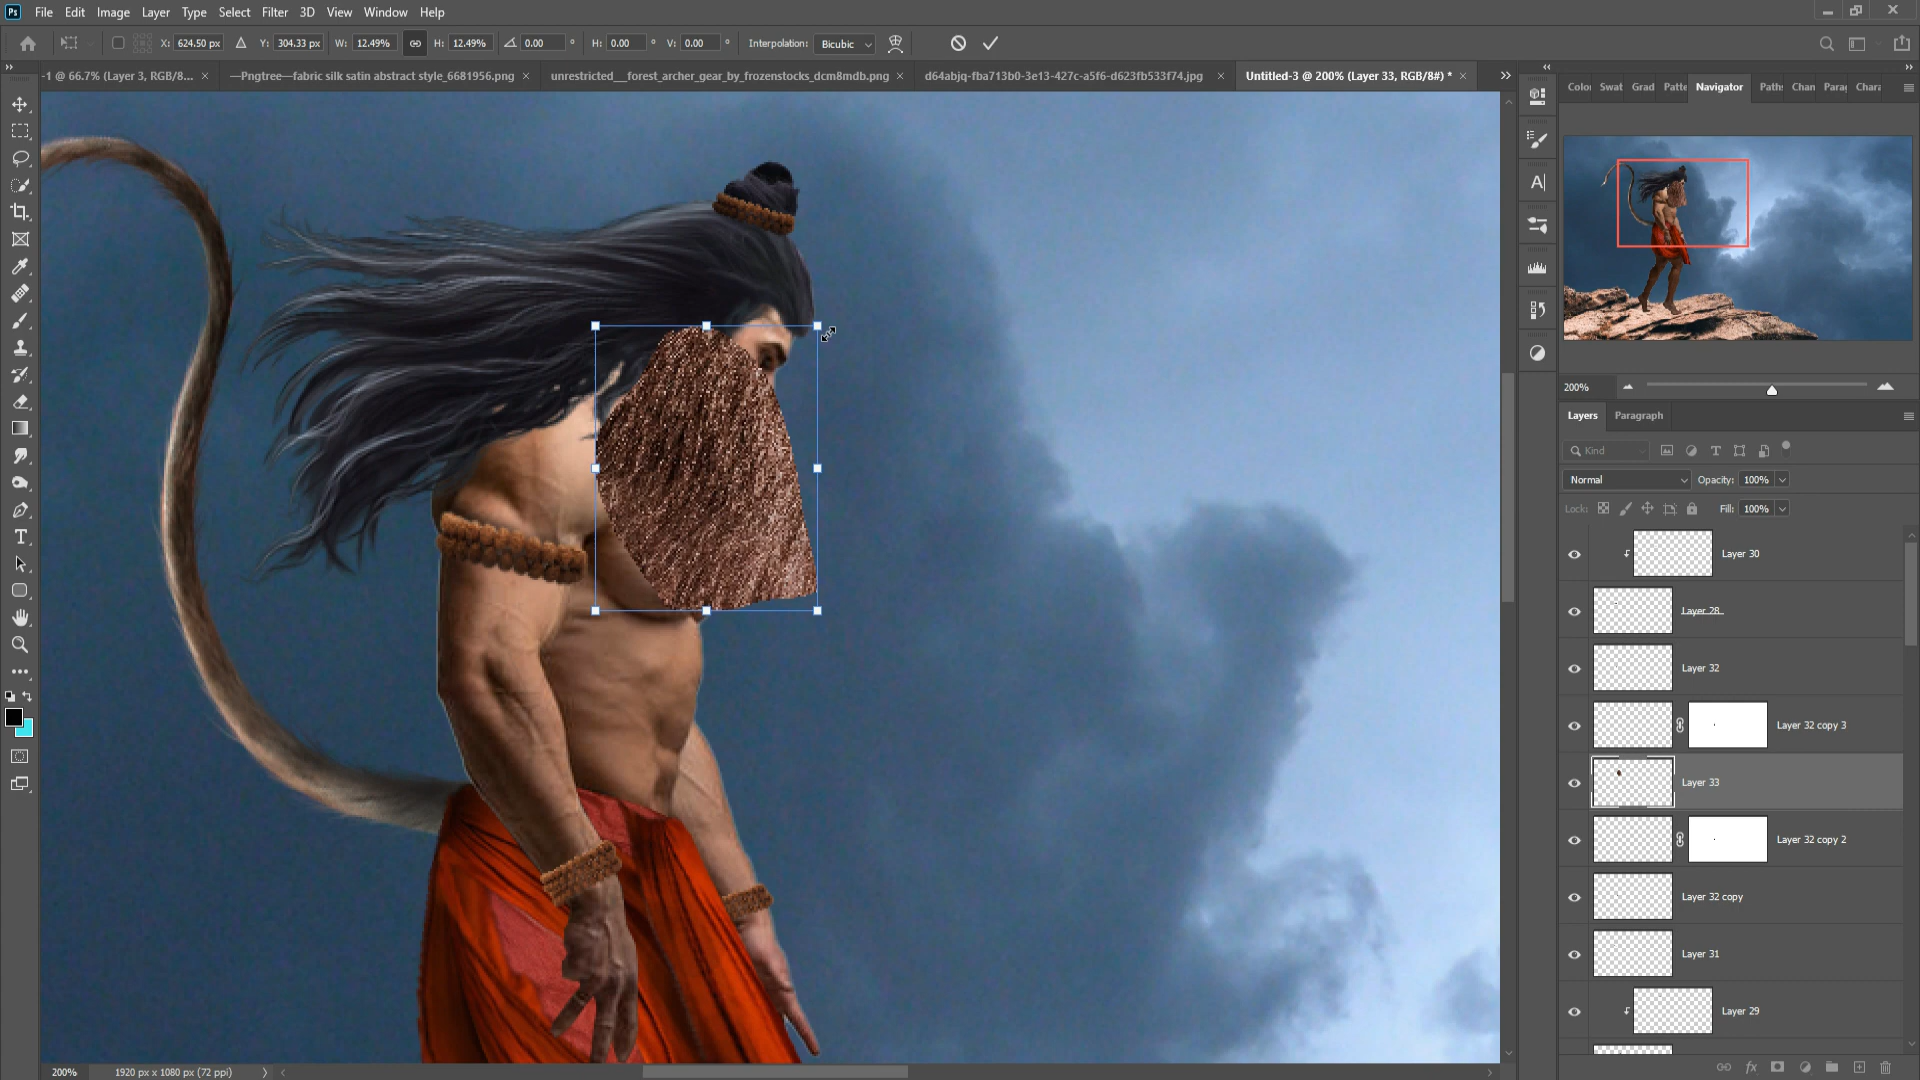 Ps File Edit Image Layer Type Select Filter 3D View Window Help
X: 624.50 px Y: 304.33 px W: 12.49% H: 12.49% 0.00 ° H: 0.00 ° V: 0.00 ° Interpolation: Bicubic
-1 @ 66.7% (Layer 3, RGB/8... × —Pngtree—fabric silk satin abstract style_6681956.png × unrestricted__forest_archer_gear_by_frozenstocks_dcm8mdb.png × d64abjq-fba713b0-3e13-427c-a5f6-d623fb533f74.jpg × Untitled-3 @ 200% (Layer 33, RGB/8#) * ×
Colo Swat Grad Patte Navigator Paths Chan Parag Chara
200%
Layers Paragraph
Kind
Normal Opacity: 100%
Lock: Fill: 100%
Layer 30
Layer 28
Layer 32
Layer 32 copy 3
Layer 33
Layer 32 copy 2
Layer 32 copy
Layer 31
Layer 29
200% 1920 px x 1080 px (72 ppi)